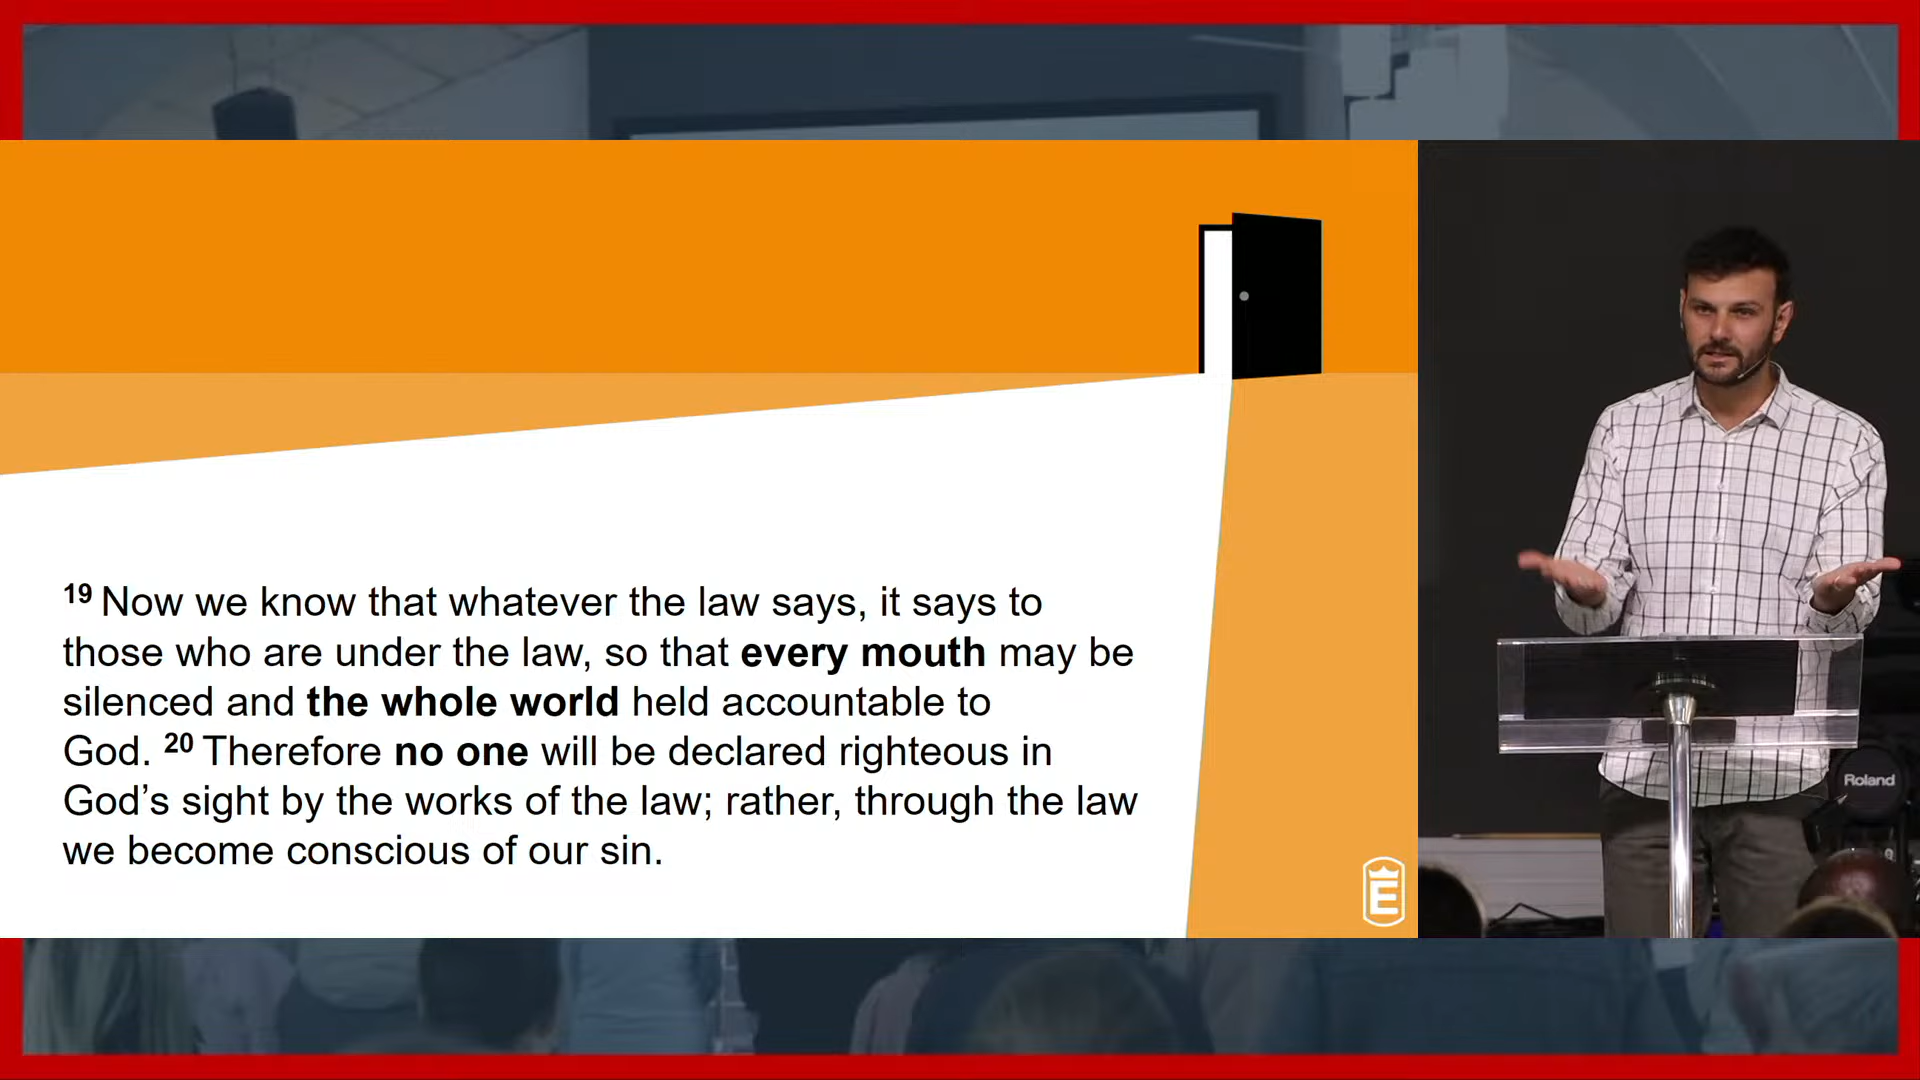 19 Now we know that whatever the law says, it says to
those who are under the law, so that every mouth may be
silenced and the whole world held accountable to
God. 20 Therefore no one will be declared righteous in
God’s sight by the works of the law; rather, through the law
we become conscious of our sin.
E
Roland